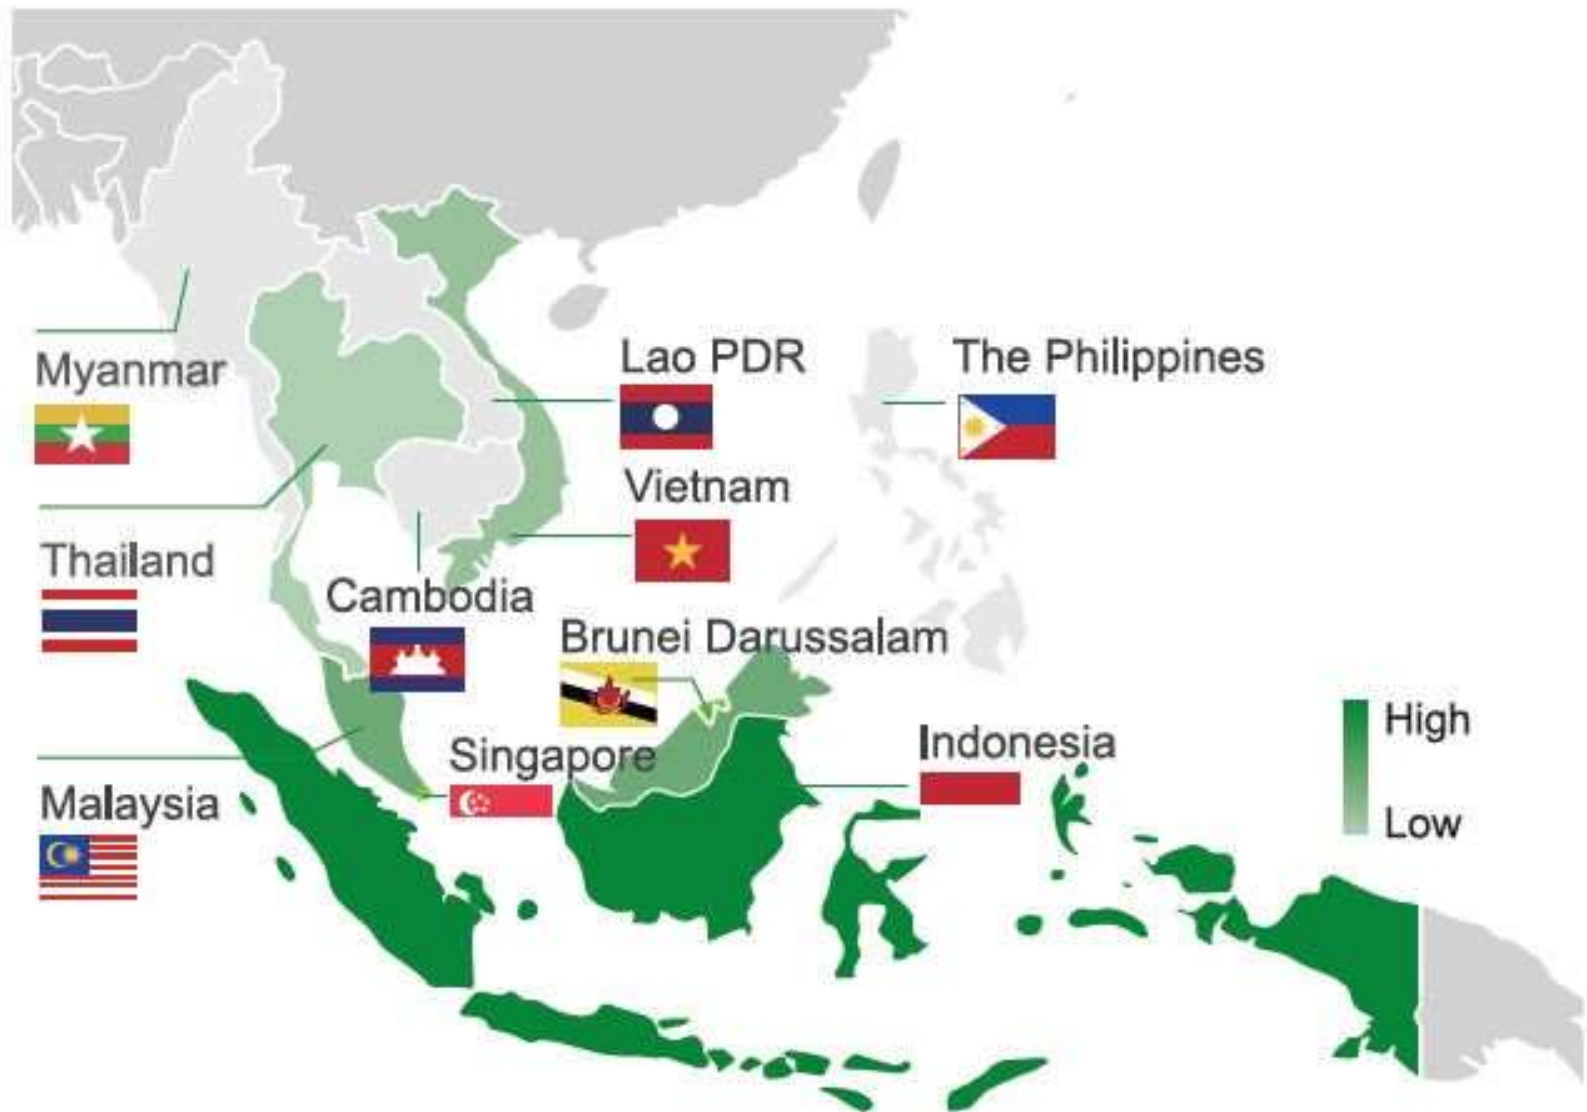 Myanmar
Lao PDR
The Philippines
Vietnam
Thailand
Cambodia
Brunei Darussalam
High
Indonesia
Singapore
Malaysia
Low